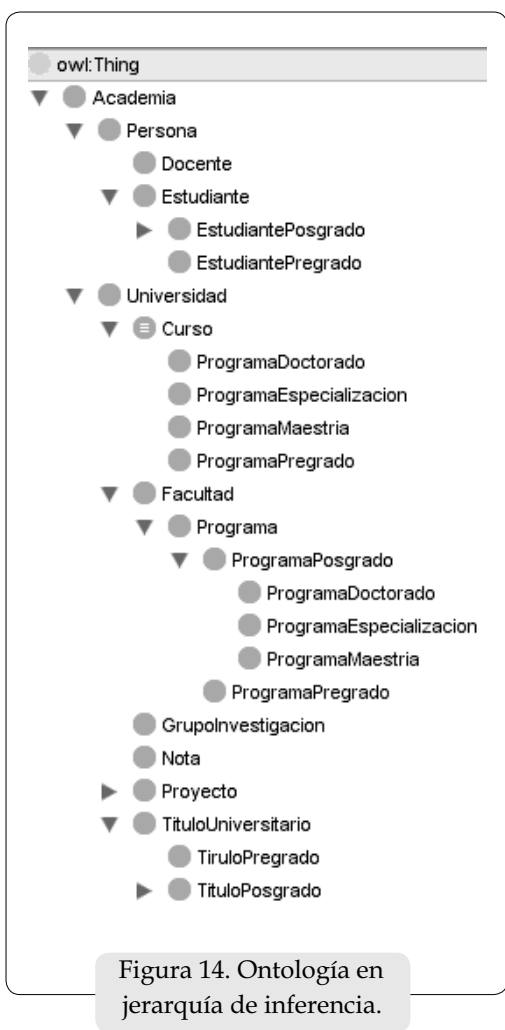 owl:Thing
Academia
Persona
Docente
Estudiante
EstudiantePosgrado
EstudiantePregrado
Universidad
Curso
ProgramaDoctorado
ProgramaEspecializacion
ProgramaMaestria
ProgramaPregrado
Facultad
Programa
ProgramaPosgrado
ProgramaDoctorado
ProgramaEspecializacion
ProgramaMaestria
ProgramaPregrado
GrupoInvestigacion
Nota
Proyecto
TituloUniversitario
TiruloPregrado
TituloPosgrado
Figura 14. Ontología en
jerarquía de inferencia.